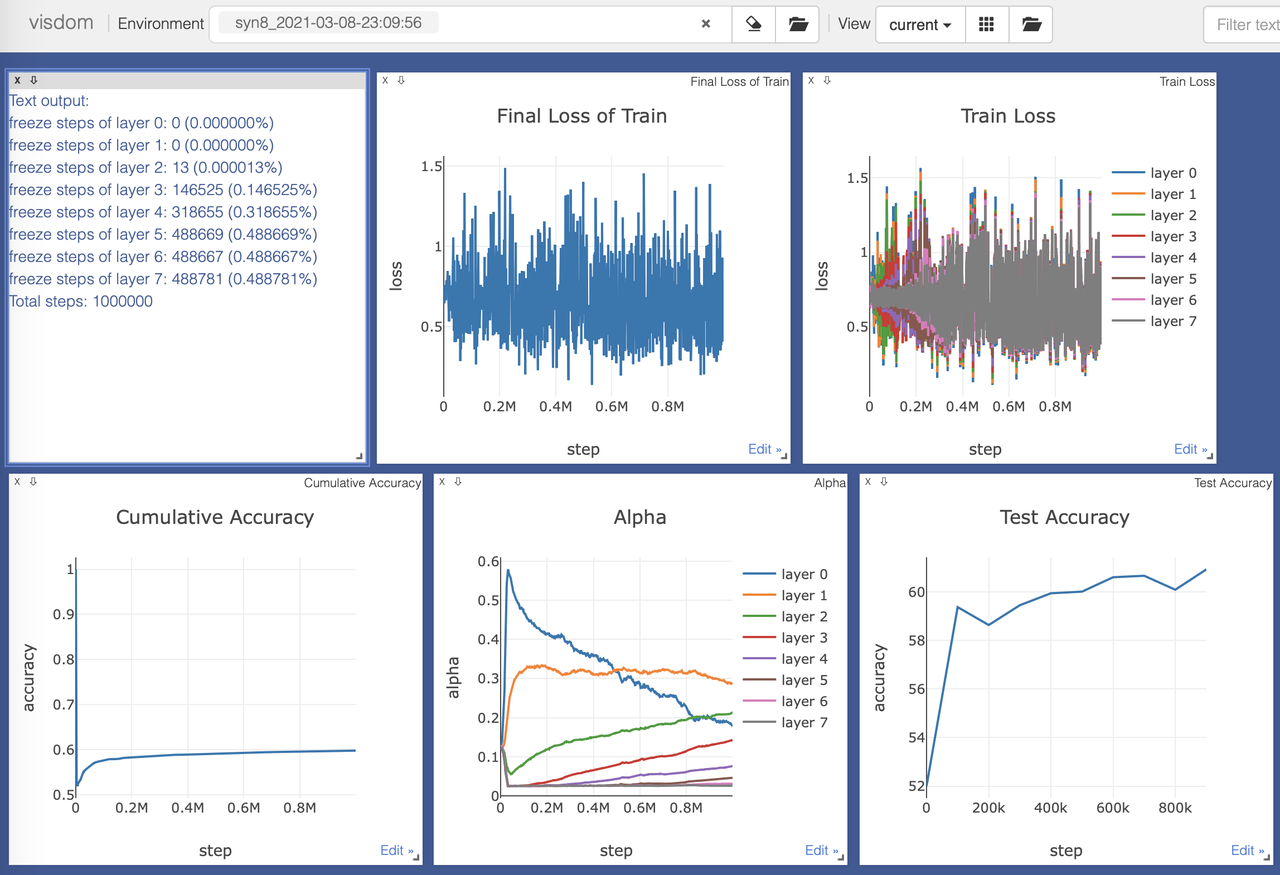 visdom Environment syn8_2021-03-08-23:09:56 × View current Filter text
x ⇩
Text output:
freeze steps of layer 0: 0 (0.000000%)
freeze steps of layer 1: 0 (0.000000%)
freeze steps of layer 2: 13 (0.000013%)
freeze steps of layer 3: 146525 (0.146525%)
freeze steps of layer 4: 318655 (0.318655%)
freeze steps of layer 5: 488669 (0.488669%)
freeze steps of layer 6: 488667 (0.488667%)
freeze steps of layer 7: 488781 (0.488781%)
Total steps: 1000000
x ⇩ Final Loss of Train
Final Loss of Train
1.5
1
0.5
loss
0 0.2M 0.4M 0.6M 0.8M
step
Edit »
x ⇩ Train Loss
Train Loss
1.5
1
0.5
loss
0 0.2M 0.4M 0.6M 0.8M
step
layer 0
layer 1
layer 2
layer 3
layer 4
layer 5
layer 6
layer 7
Edit »
x ⇩ Cumulative Accuracy
Cumulative Accuracy
1
0.9
0.8
0.7
0.6
0.5
accuracy
0 0.2M 0.4M 0.6M 0.8M
step
Edit »
x ⇩ Alpha
Alpha
0.6
0.5
0.4
0.3
0.2
0.1
0
alpha
0 0.2M 0.4M 0.6M 0.8M
step
layer 0
layer 1
layer 2
layer 3
layer 4
layer 5
layer 6
layer 7
Edit »
x ⇩ Test Accuracy
Test Accuracy
60
58
56
54
52
accuracy
0 200k 400k 600k 800k
step
Edit »